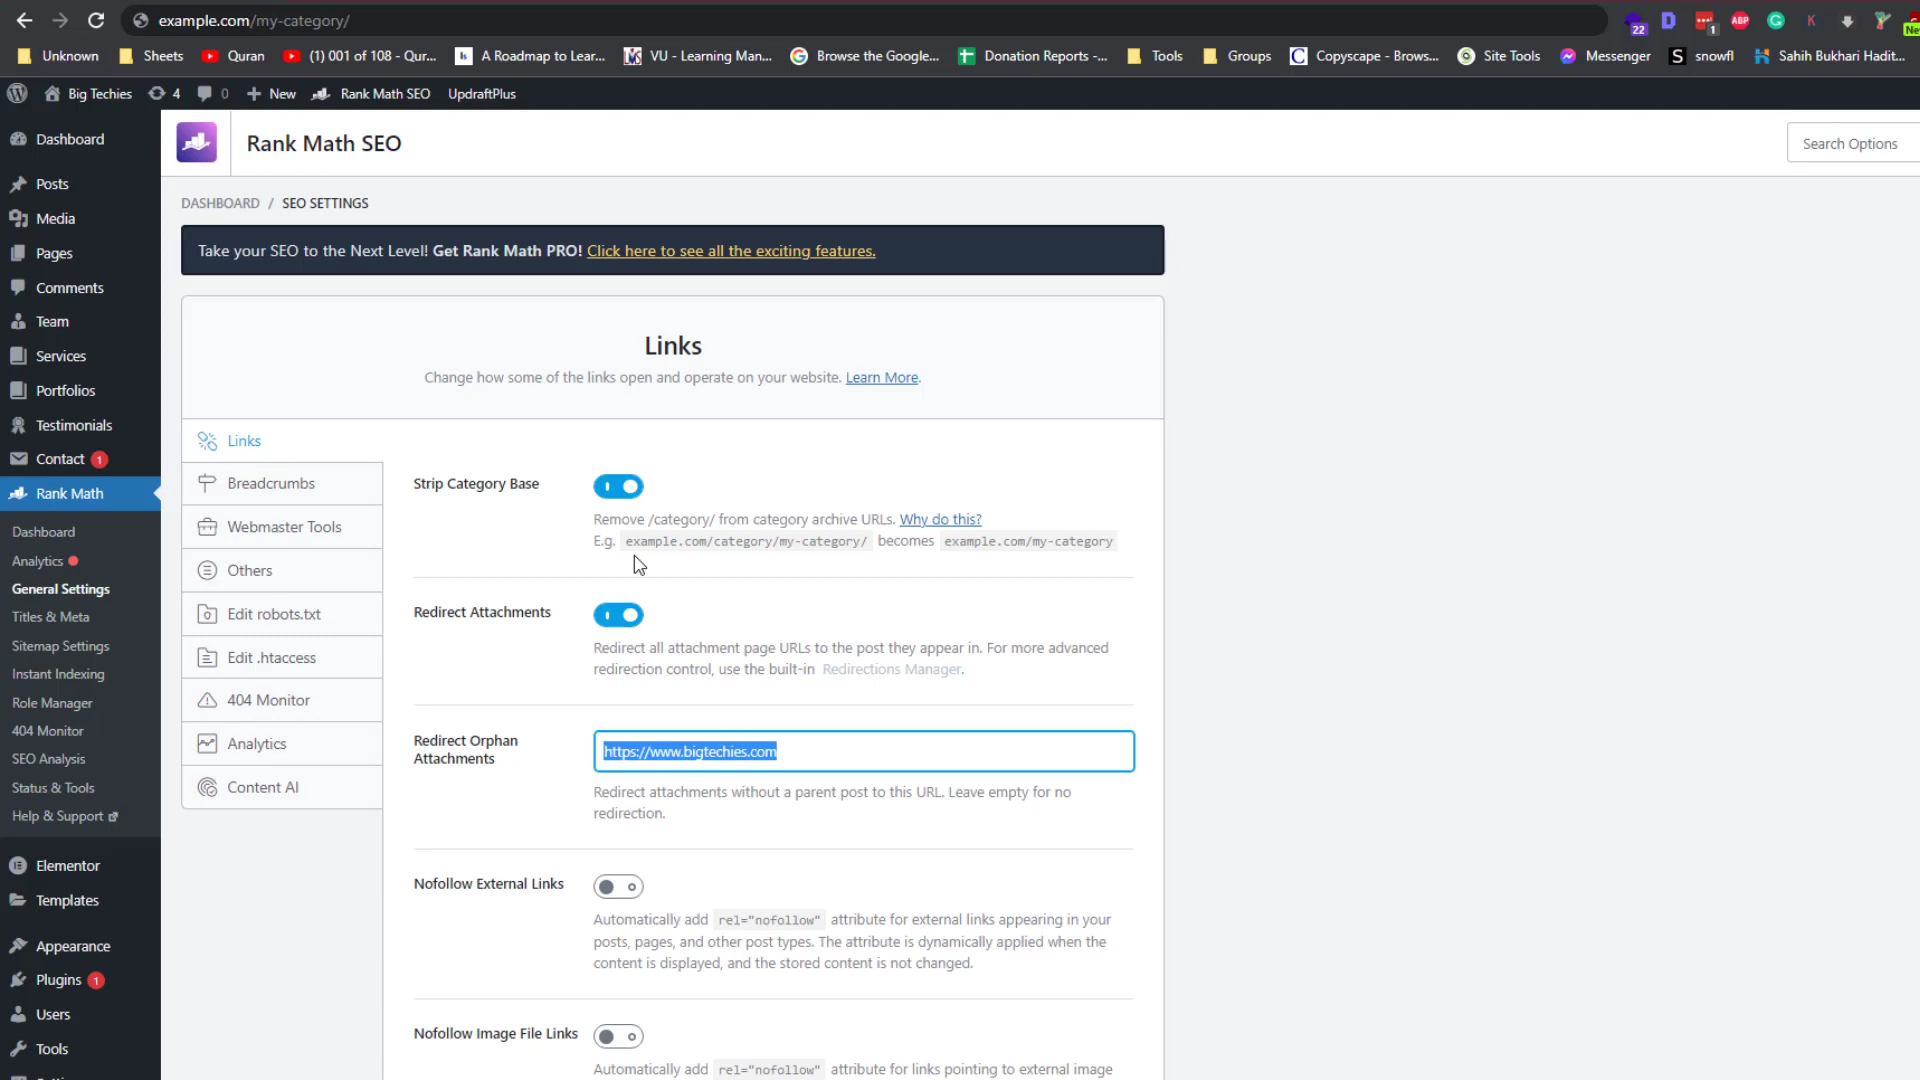 example.com/my-category/
22
1
ABP
K
New
Unknown
Sheets
Quran
(1) 001 of 108 - Qur...
A Roadmap to Lear...
VU - Learning Man...
Browse the Google...
Donation Reports -...
Tools
Groups
Copyscape - Brows...
Site Tools
Messenger
snowfl
Sahih Bukhari Hadit...
Big Techies
4
0
New
Rank Math SEO
UpdraftPlus
Dashboard
Posts
Media
Pages
Comments
Team
Services
Portfolios
Testimonials
Contact 1
Rank Math
Dashboard
Analytics
General Settings
Titles & Meta
Sitemap Settings
Instant Indexing
Role Manager
404 Monitor
SEO Analysis
Status & Tools
Help & Support
Elementor
Templates
Appearance
Plugins 1
Users
Tools
Rank Math SEO
Search Options
DASHBOARD / SEO SETTINGS
Take your SEO to the Next Level! Get Rank Math PRO! Click here to see all the exciting features.
Links
Change how some of the links open and operate on your website. Learn More.
Links
Breadcrumbs
Webmaster Tools
Others
Edit robots.txt
Edit .htaccess
404 Monitor
Analytics
Content AI
Strip Category Base
Remove /category/ from category archive URLs. Why do this?
E.g. example.com/category/my-category/ becomes example.com/my-category
Redirect Attachments
Redirect all attachment page URLs to the post they appear in. For more advanced
redirection control, use the built-in Redirections Manager.
Redirect Orphan
Attachments
https://www.bigtechies.com
Redirect attachments without a parent post to this URL. Leave empty for no
redirection.
Nofollow External Links
Automatically add rel="nofollow" attribute for external links appearing in your
posts, pages, and other post types. The attribute is dynamically applied when the
content is displayed, and the stored content is not changed.
Nofollow Image File Links
Automatically add rel="nofollow" attribute for links pointing to external image